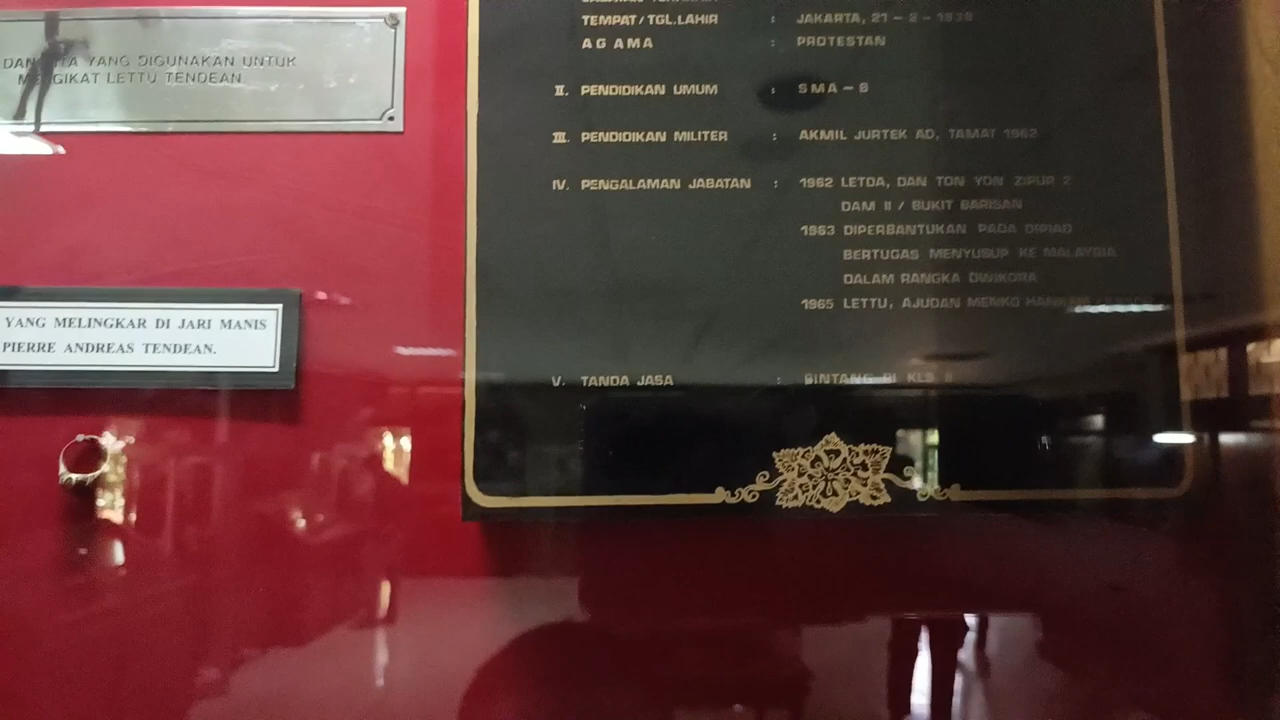 DAN YANG DIGUNAKAN UNTUK
MENGIKAT LETTU TENDEAN
YANG MELINGKAR DI JARI MANIS
PIERRE ANDREAS TENDEAN.
TEMPAT/TGL.LAHIR : JAKARTA, 21 – 2 – 1939
AGAMA : PROTESTAN
II. PENDIDIKAN UMUM : SMA – B
III. PENDIDIKAN MILITER : AKMIL JURTEK AD, TAMAT 1962
IV. PENGALAMAN JABATAN : 1962 LETDA, DAN TON YON ZIPUR 2
DAM II / BUKIT BARISAN
1963 DIPERBANTUKAN PADA DIPIAD
BERTUGAS MENYUSUP KE MALAYSIA
DALAM RANGKA DWIKORA
1965 LETTU, AJUDAN MENKO
V. TANDA JASA : BINTANG RI KLS II